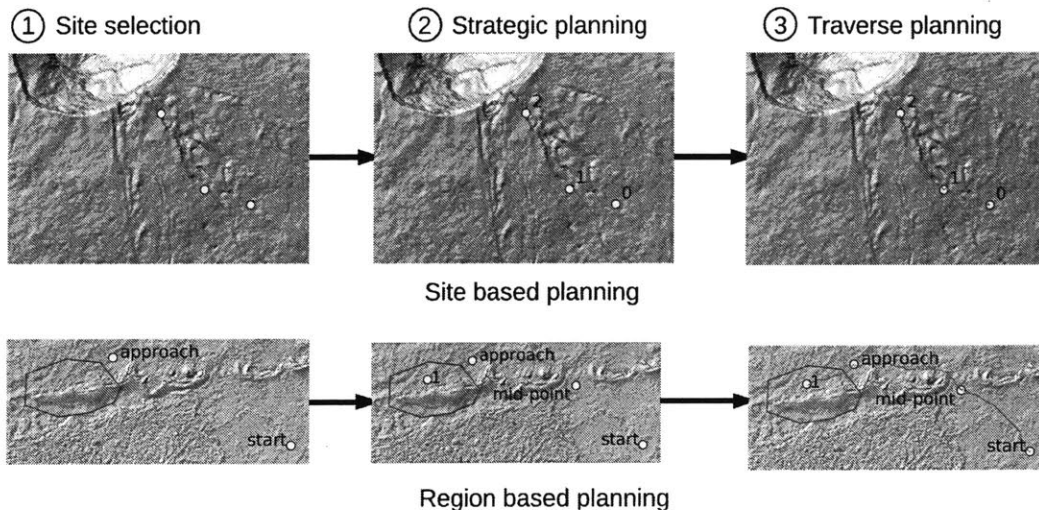 1 Site selection
2 Strategic planning
3 Traverse planning
2
1
0
2
1
0
Site based planning
approach
start
1
approach
mid-point
start
1
approach
mid-point
start
Region based planning